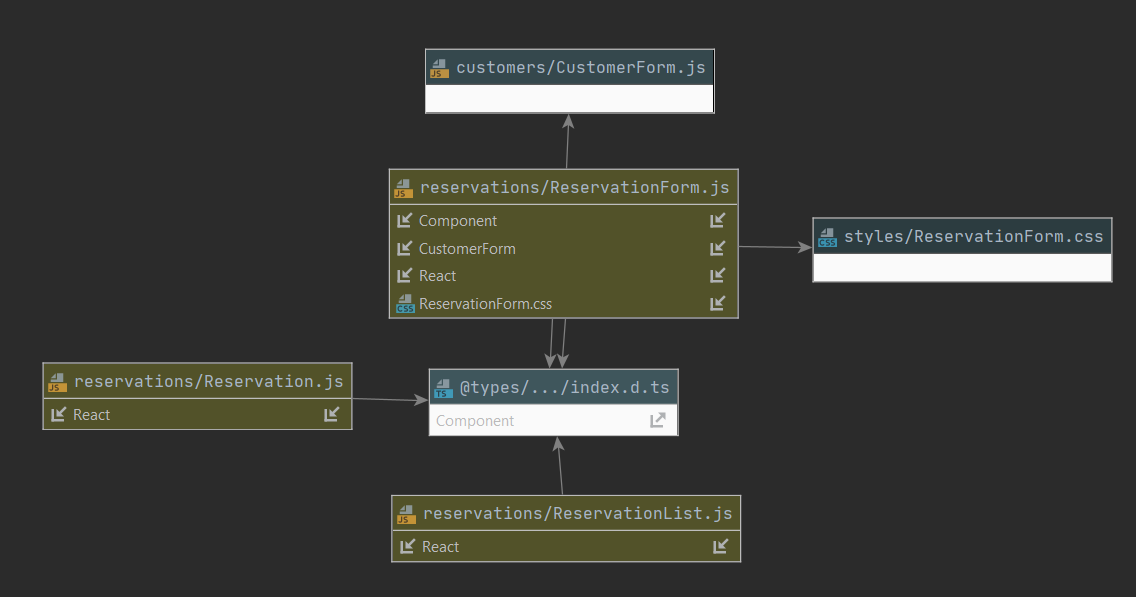 JS customers/CustomerForm.js
JS reservations/ReservationForm.js
Component
CustomerForm
React
CSS ReservationForm.css
CSS styles/ReservationForm.css
JS reservations/Reservation.js
React
TS @types/.../index.d.ts
Component
JS reservations/ReservationList.js
React